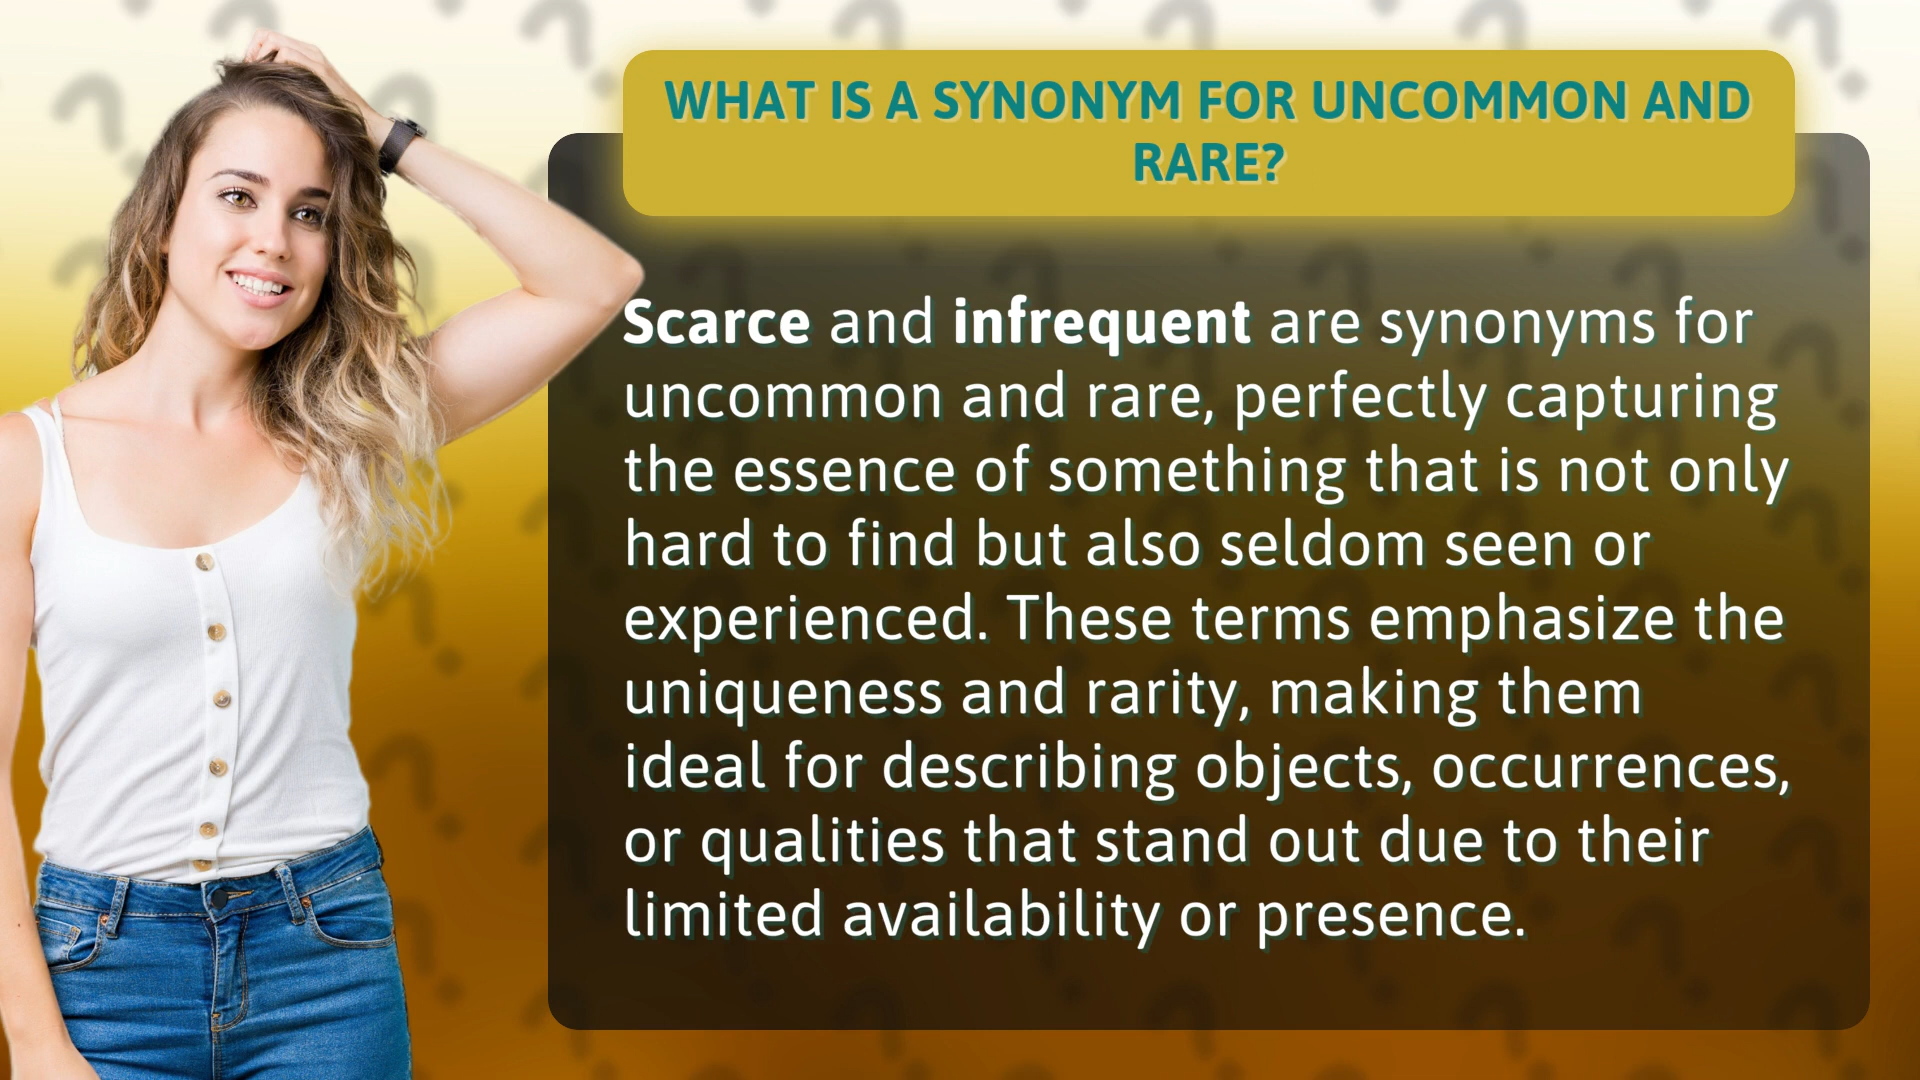 WHAT IS A SYNONYM FOR UNCOMMON AND
RARE?
Scarce and infrequent are synonyms for
uncommon and rare, perfectly capturing
the essence of something that is not only
hard to find but also seldom seen or
experienced. These terms emphasize the
uniqueness and rarity, making them
ideal for describing objects, occurrences,
or qualities that stand out due to their
limited availability or presence.